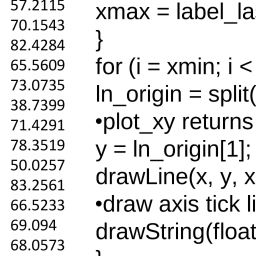 57.2115
70.1543
82.4284
65.5609
73.0735
38.7399
71.4291
78.3519
50.0257
83.2561
66.5233
69.094
68.0573
xmax = label_la
}
for (i = xmin; i <
ln_origin = split(
•plot_xy returns
y = ln_origin[1];
drawLine(x, y, x
•draw axis tick li
drawString(float